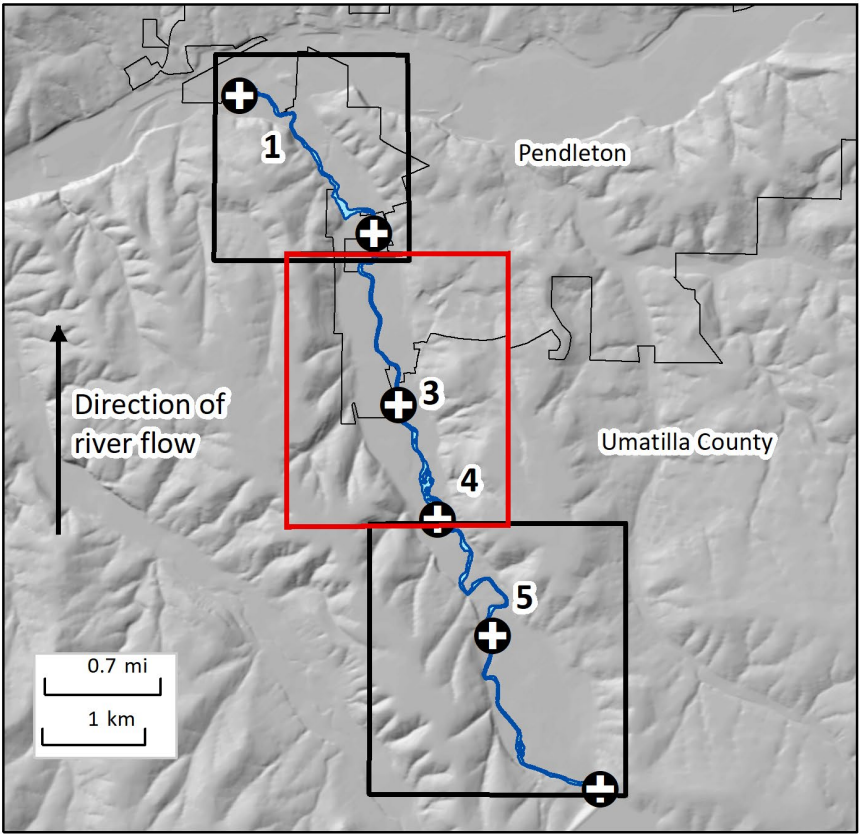 1
Pendleton
3
Direction of
river flow
Umatilla County
4
5
0.7 mi
1 km